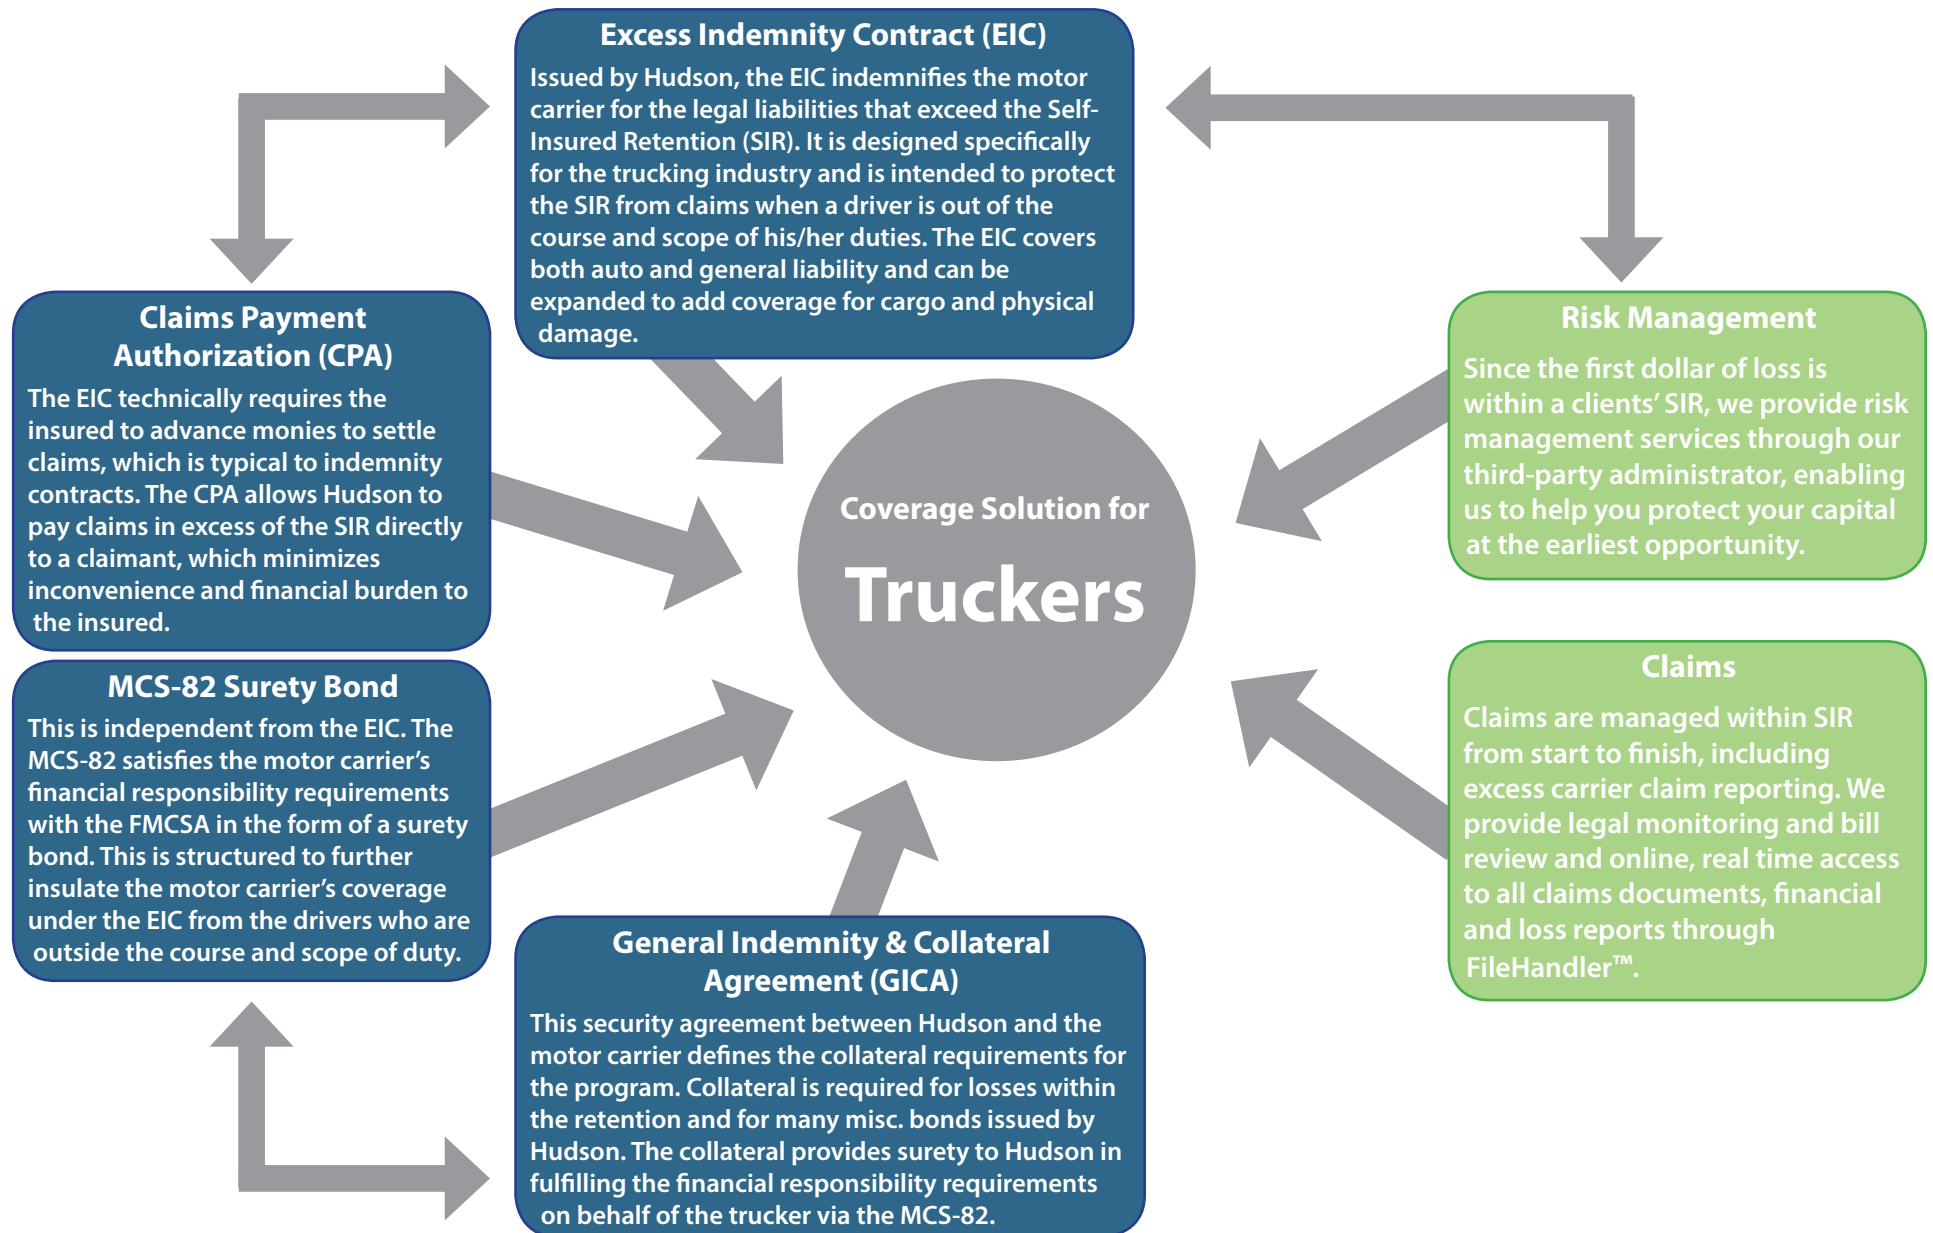 Excess Indemnity Contract (EIC)
Issued by Hudson, the EIC indemnifies the motor
carrier for the legal liabilities that exceed the Self-
Insured Retention (SIR). It is designed specifically
for the trucking industry and is intended to protect
the SIR from claims when a driver is out of the
course and scope of his/her duties. The EIC covers
both auto and general liability and can be
expanded to add coverage for cargo and physical
damage.
Claims Payment
Authorization (CPA)
The EIC technically requires the
insured to advance monies to settle
claims, which is typical to indemnity
contracts. The CPA allows Hudson to
pay claims in excess of the SIR directly
to a claimant, which minimizes
inconvenience and financial burden to
the insured.
Risk Management
Since the first dollar of loss is
within a clients’ SIR, we provide risk
management services through our
third-party administrator, enabling
us to help you protect your capital
at the earliest opportunity.
Coverage Solution for
Truckers
MCS-82 Surety Bond
This is independent from the EIC. The
MCS-82 satisfies the motor carrier’s
financial responsibility requirements
with the FMCSA in the form of a surety
bond. This is structured to further
insulate the motor carrier’s coverage
under the EIC from the drivers who are
outside the course and scope of duty.
Claims
Claims are managed within SIR
from start to finish, including
excess carrier claim reporting. We
provide legal monitoring and bill
review and online, real time access
to all claims documents, financial
and loss reports through
FileHandler™.
General Indemnity & Collateral
Agreement (GICA)
This security agreement between Hudson and the
motor carrier defines the collateral requirements for
the program. Collateral is required for losses within
the retention and for many misc. bonds issued by
Hudson. The collateral provides surety to Hudson in
fulfilling the financial responsibility requirements
on behalf of the trucker via the MCS-82.